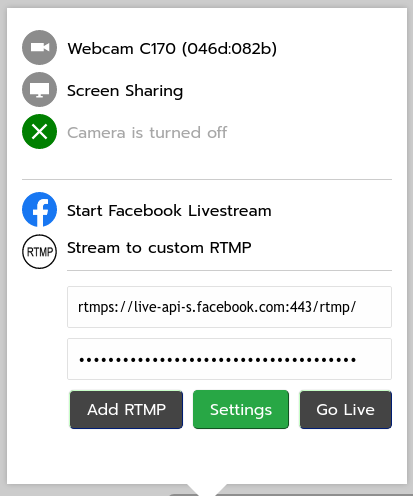 Webcam C170 (046d:082b)
Screen Sharing
Camera is turned off
Start Facebook Livestream
RTMP Stream to custom RTMP
rtmps://live-api-s.facebook.com:443/rtmp/
••••••••••••••••••••••••••••••••••••••
Add RTMP Settings Go Live